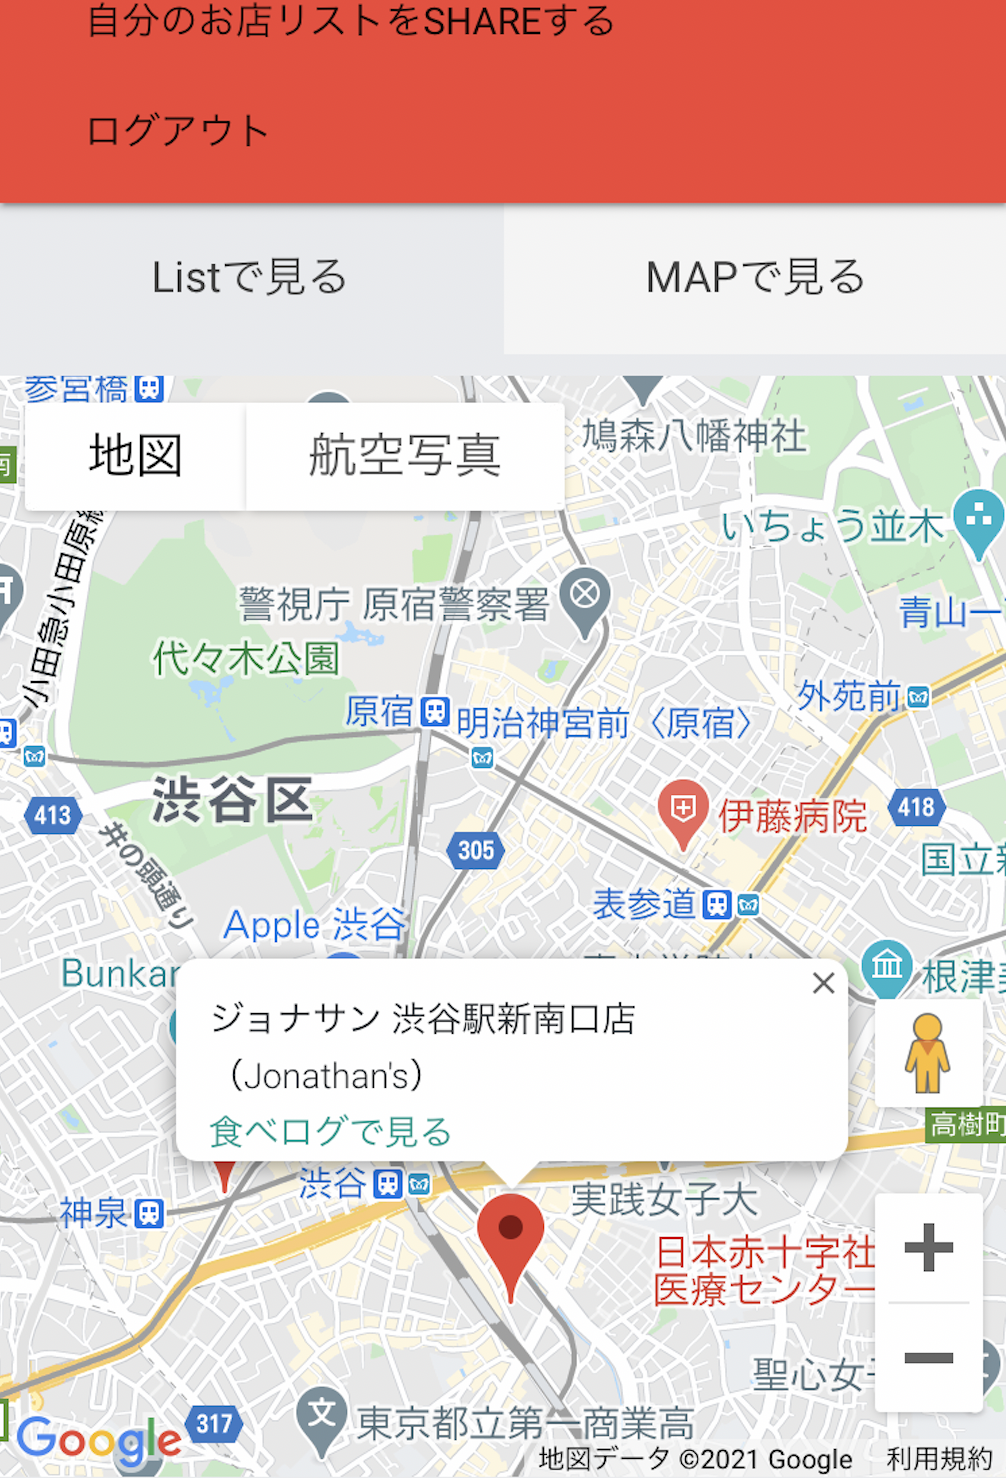 自分のお店リストをSHAREする
ログアウト
Listで見る
MAPで見る
参宮橋
地図
航空写真
鳩森八幡神社
いちょう並木
小田急小田原線
警視庁 原宿警察署
青山一
代々木公園
外苑前
原宿
明治神宮前〈原宿〉
渋谷区
413
伊藤病院
418
井の頭通り
305
国立新
表参道
Apple 渋谷
Bunkar
根津美
ジョナサン 渋谷駅新南口店
（Jonathan's）
食べログで見る
高樹町
渋谷
神泉
実践女子大
日本赤十字社
医療センター
聖心女子
317
文
東京都立第一商業高
Google
地図データ ©2021 Google
利用規約